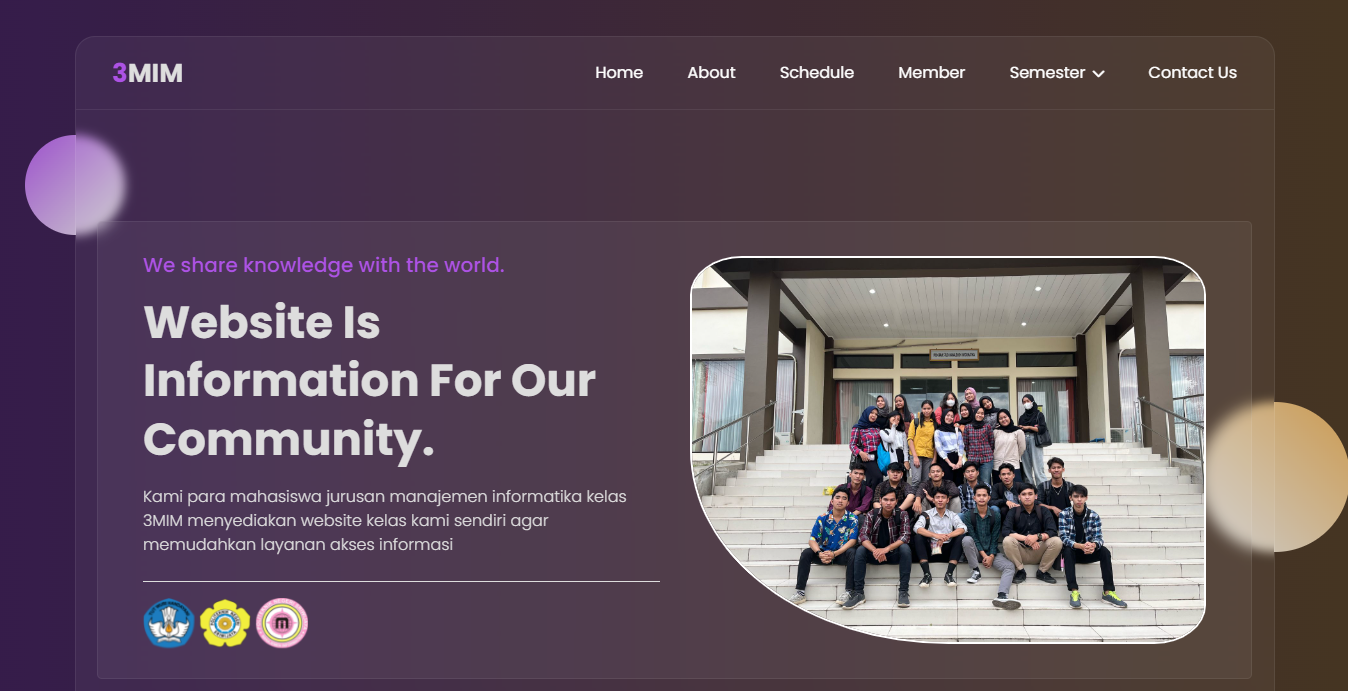 3MIM
Home About Schedule Member Semester Contact Us
We share knowledge with the world.
Website Is
Information For Our
Community.
Kami para mahasiswa jurusan manajemen informatika kelas
3MIM menyediakan website kelas kami sendiri agar
memudahkan layanan akses informasi